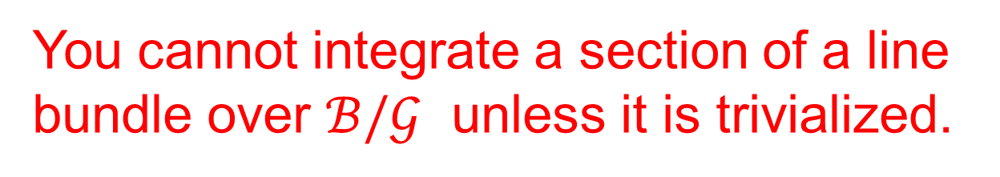 You cannot integrate a section of a line
bundle over ℬ/𝒢 unless it is trivialized.